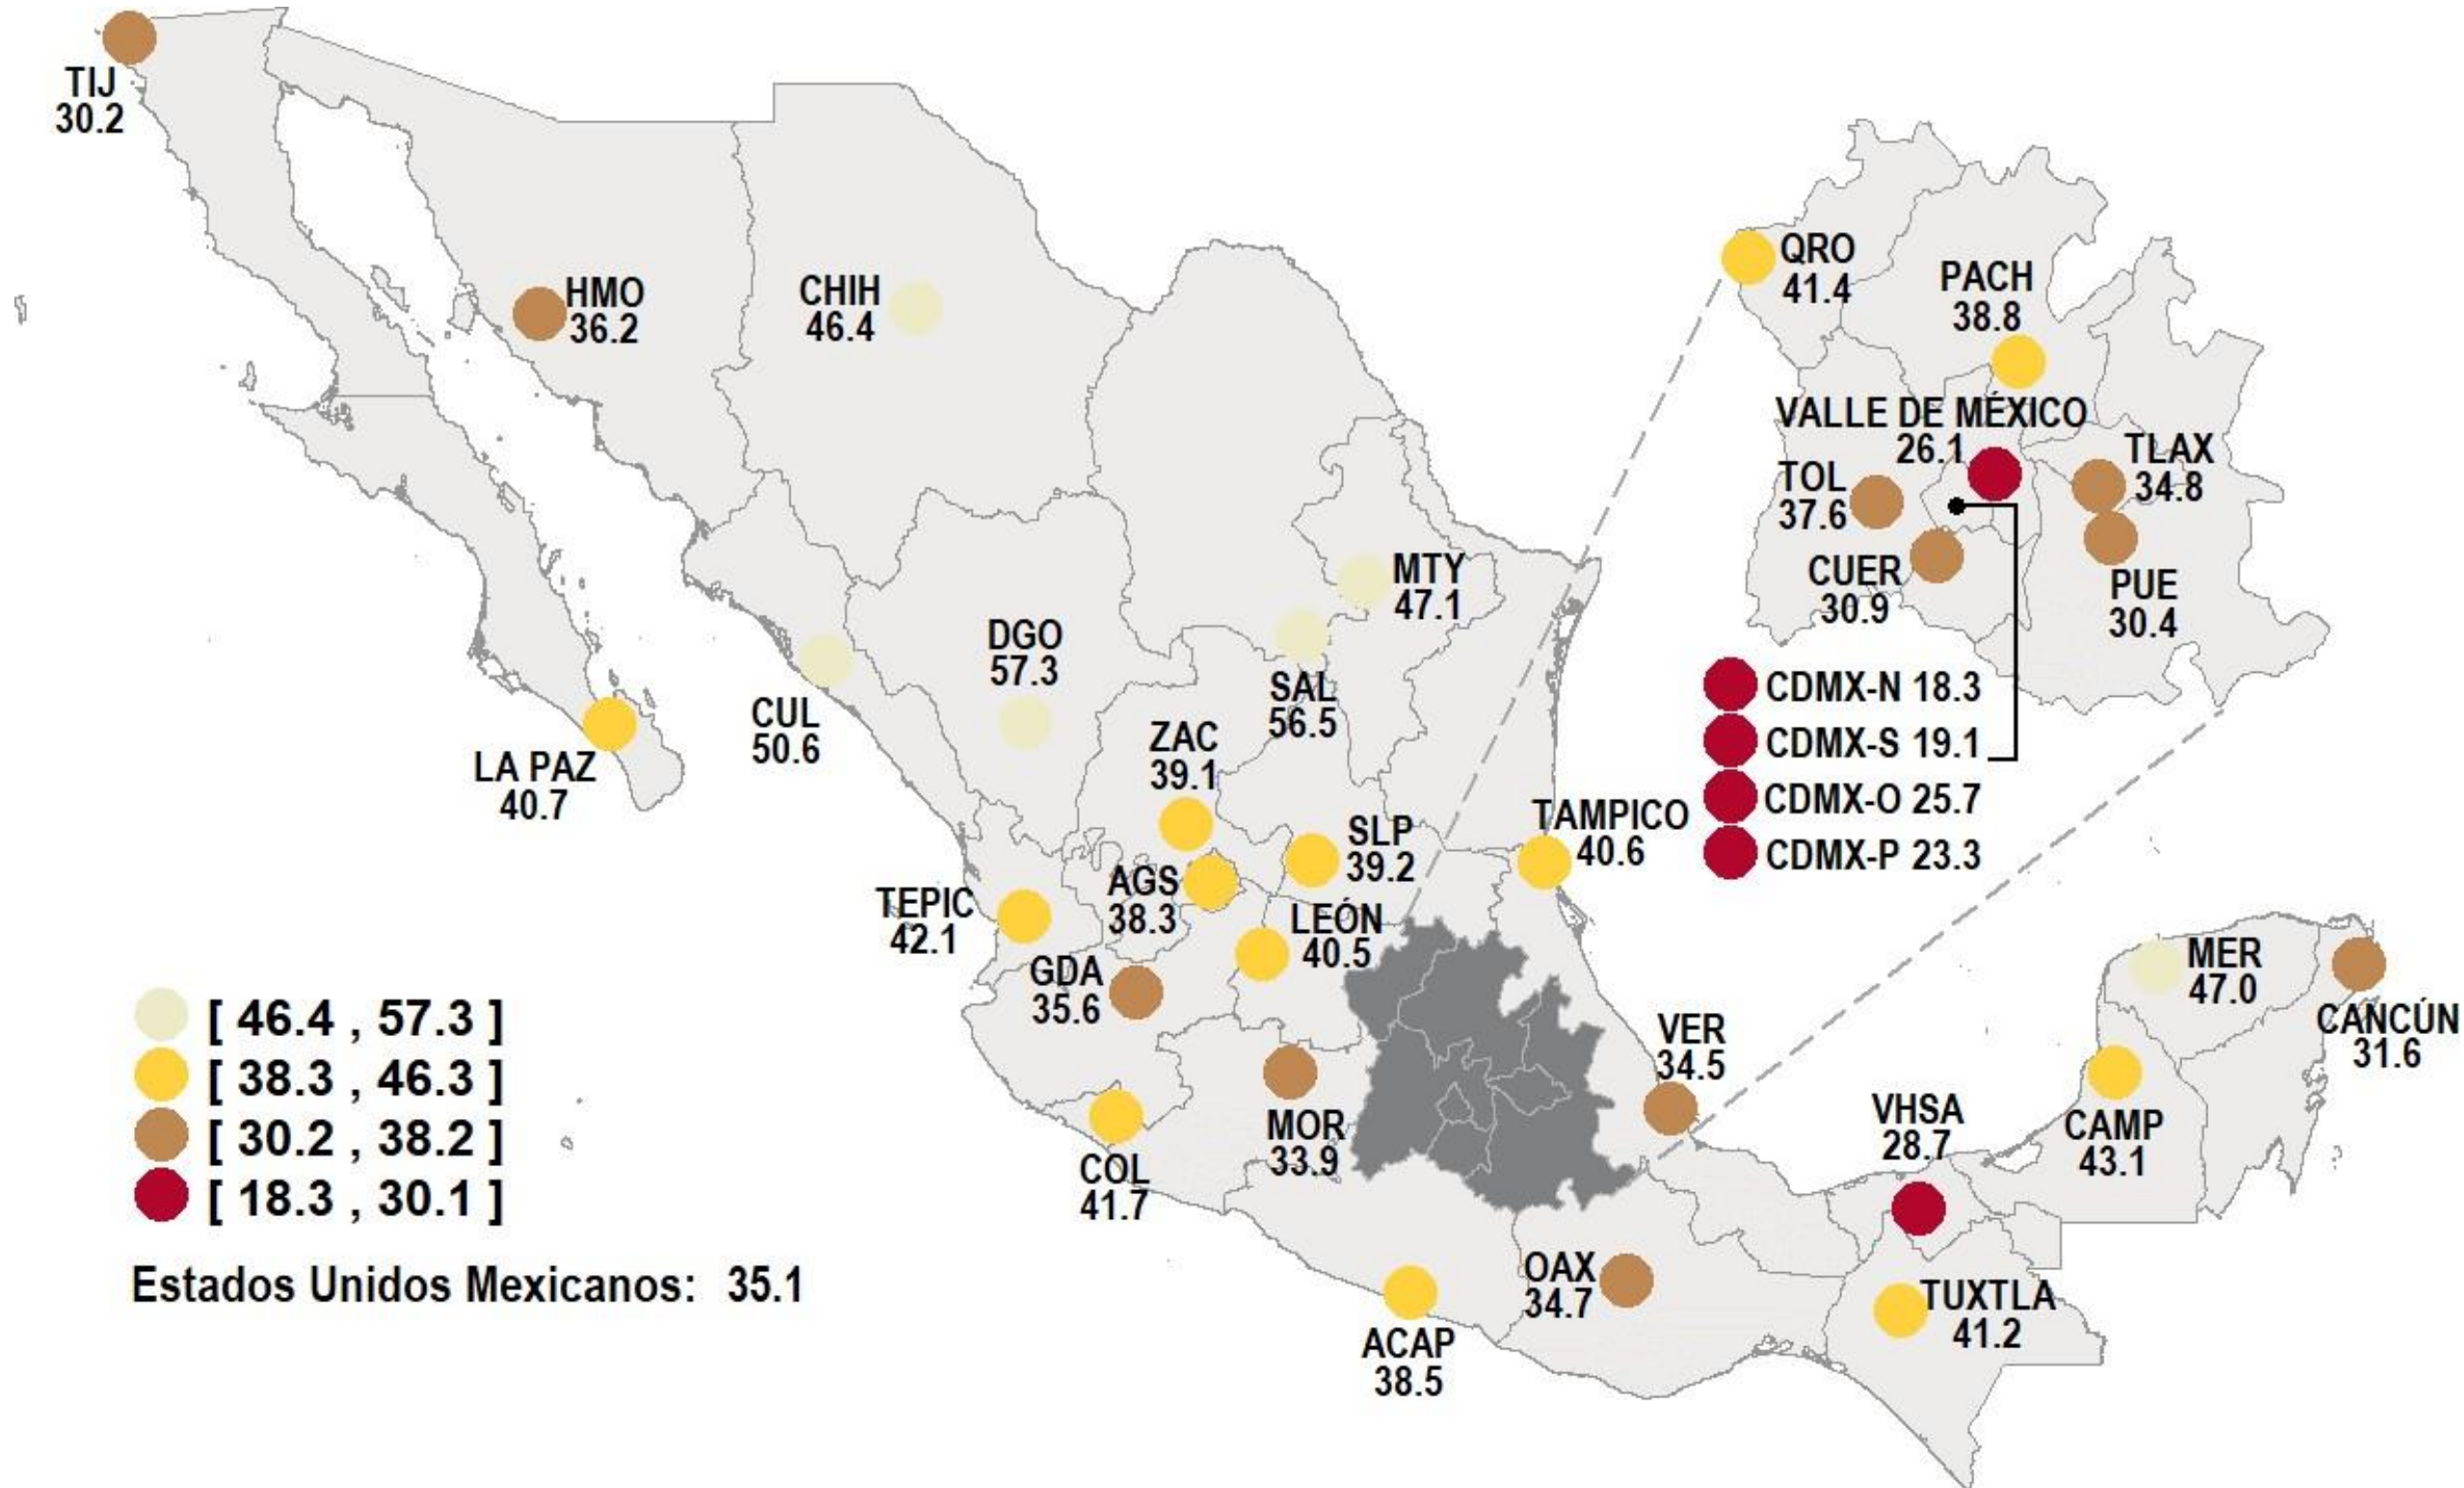 TIJ
30.2
HMO
36.2
CHIH
46.4
QRO
41.4
PACH
38.8
VALLE DE MÉXICO
26.1
TLAX
34.8
TOL
37.6
CUER
30.9
PUE
30.4
CDMX-N 18.3
CDMX-S 19.1
CDMX-O 25.7
CDMX-P 23.3
MTY
47.1
DGO
57.3
SAL
56.5
CUL
50.6
LA PAZ
40.7
ZAC
39.1
SLP
39.2
TAMPICO
40.6
AGS
38.3
TEPIC
42.1
LEÓN
40.5
GDA
35.6
MER
47.0
CANCÚN
31.6
VER
34.5
MOR
33.9
VHSA
28.7
CAMP
43.1
COL
41.7
OAX
34.7
TUXTLA
41.2
ACAP
38.5
[ 46.4 , 57.3 ]
[ 38.3 , 46.3 ]
[ 30.2 , 38.2 ]
[ 18.3 , 30.1 ]
Estados Unidos Mexicanos: 35.1